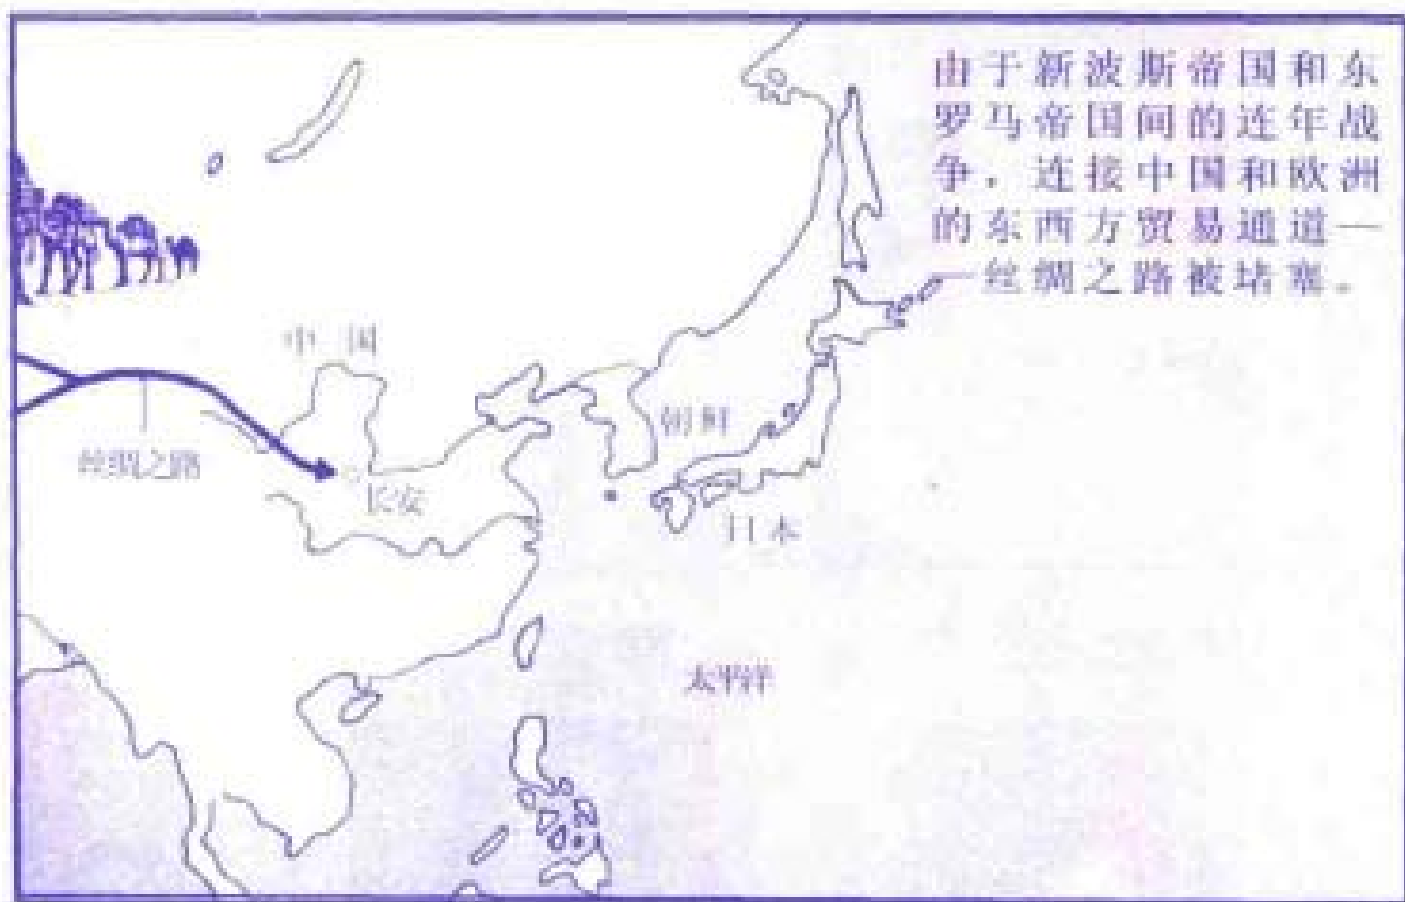 由于新波斯帝国和东
罗马帝国间的连年战
争，连接中国和欧洲
的东西方贸易通道—
—丝绸之路被堵塞。
中国
朝鲜
丝绸之路
长安
日本
太平洋